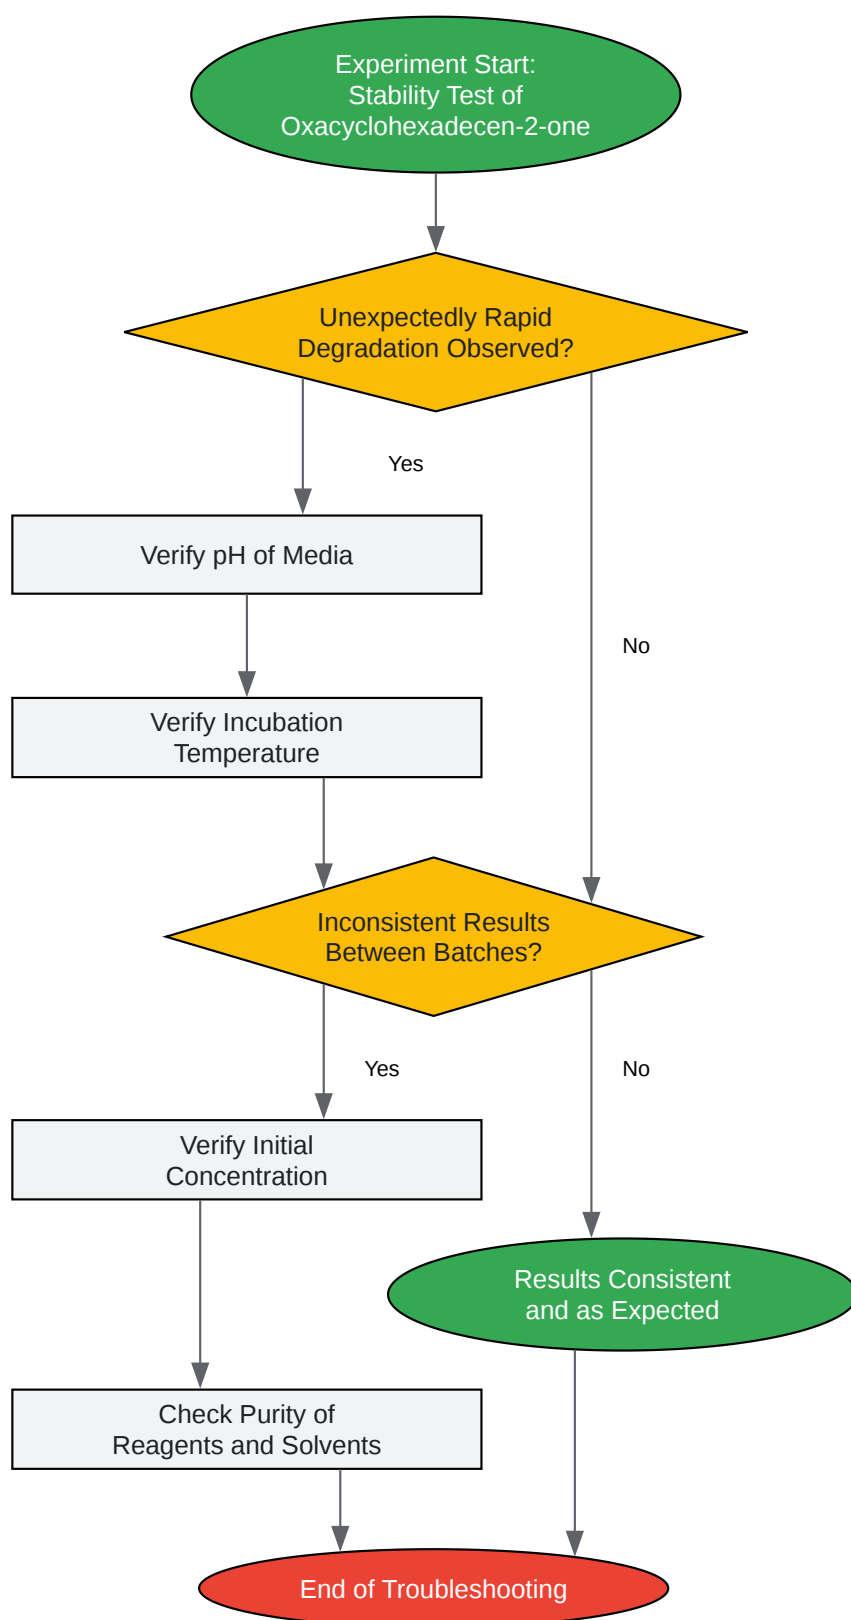 Experiment Start:
Stability Test of
Oxacyclohexadecen-2-one
Unexpectedly Rapid
Degradation Observed?
Yes
Verify pH of Media
No
Verify Incubation
Temperature
Inconsistent Results
Between Batches?
Yes
No
Verify Initial
Concentration
Results Consistent
and as Expected
Check Purity of
Reagents and Solvents
End of Troubleshooting